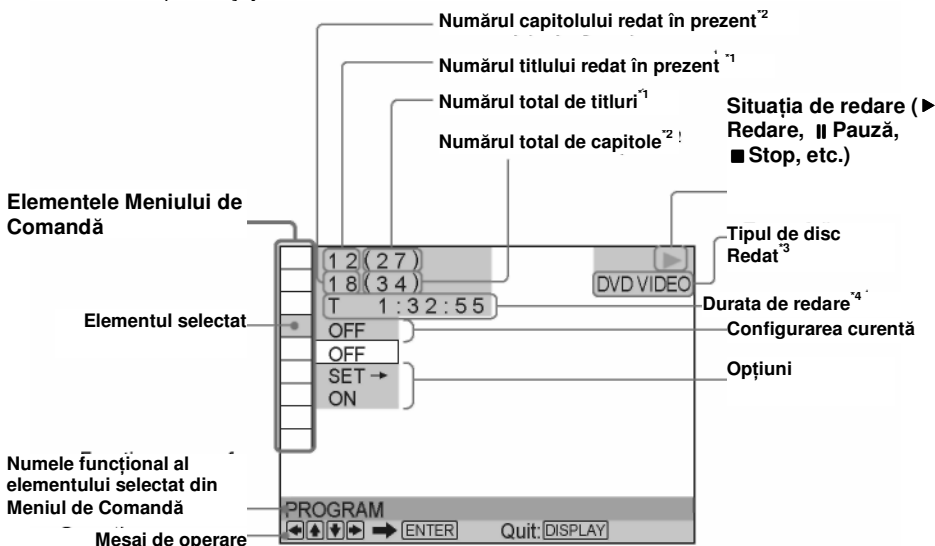 Numărul capitolului redat în prezent*2
Numărul titlului redat în prezent *1
Numărul total de titluri*1
Numărul total de capitole*2
Situația de redare (▶
Redare, ⏸ Pauză,
■ Stop, etc.)
Elementele Meniului de
Comandă
Tipul de disc
Redat*3
12(27)
18(34)
DVD VIDEO
T 1:32:55
Durata de redare*4
Elementul selectat
OFF
Configurarea curentă
OFF
SET →
ON
Opțiuni
Numele funcțional al
elementului selectat din
Meniul de Comandă
PROGRAM
Mesaj de operare
← ↑ ↓ → ➡ ENTER Quit: DISPLAY